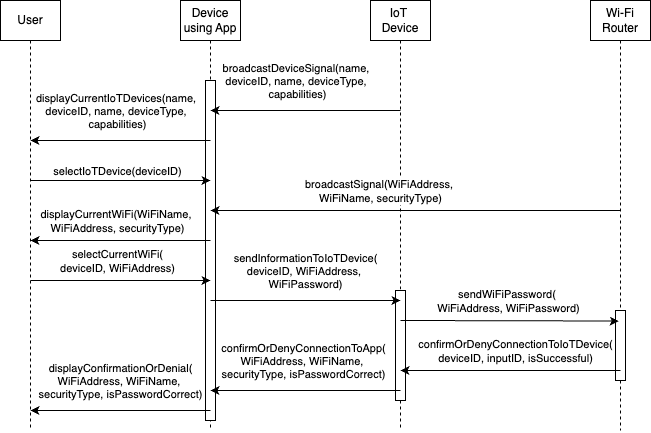 User
Device
using App
IoT
Device
Wi-Fi
Router
broadcastDeviceSignal(name,
deviceID, name, deviceType,
capabilities)
displayCurrentIoTDevices(name,
deviceID, name, deviceType,
capabilities)
selectIoTDevice(deviceID)
broadcastSignal(WiFiAddress,
WiFiName, securityType)
displayCurrentWiFi(WiFiName,
WiFiAddress, securityType)
selectCurrentWiFi(
deviceID, WiFiAddress)
sendInformationToIoTDevice(
deviceID, WiFiAddress,
WiFiPassword)
sendWiFiPassword(
WiFiAddress, WiFiPassword)
confirmOrDenyConnectionToIoTDevice(
deviceID, inputID, isSuccessful)
confirmOrDenyConnectionToApp(
WiFiAddress, WiFiName,
securityType, isPasswordCorrect)
displayConfirmationOrDenial(
WiFiAddress, WiFiName,
securityType, isPasswordCorrect)